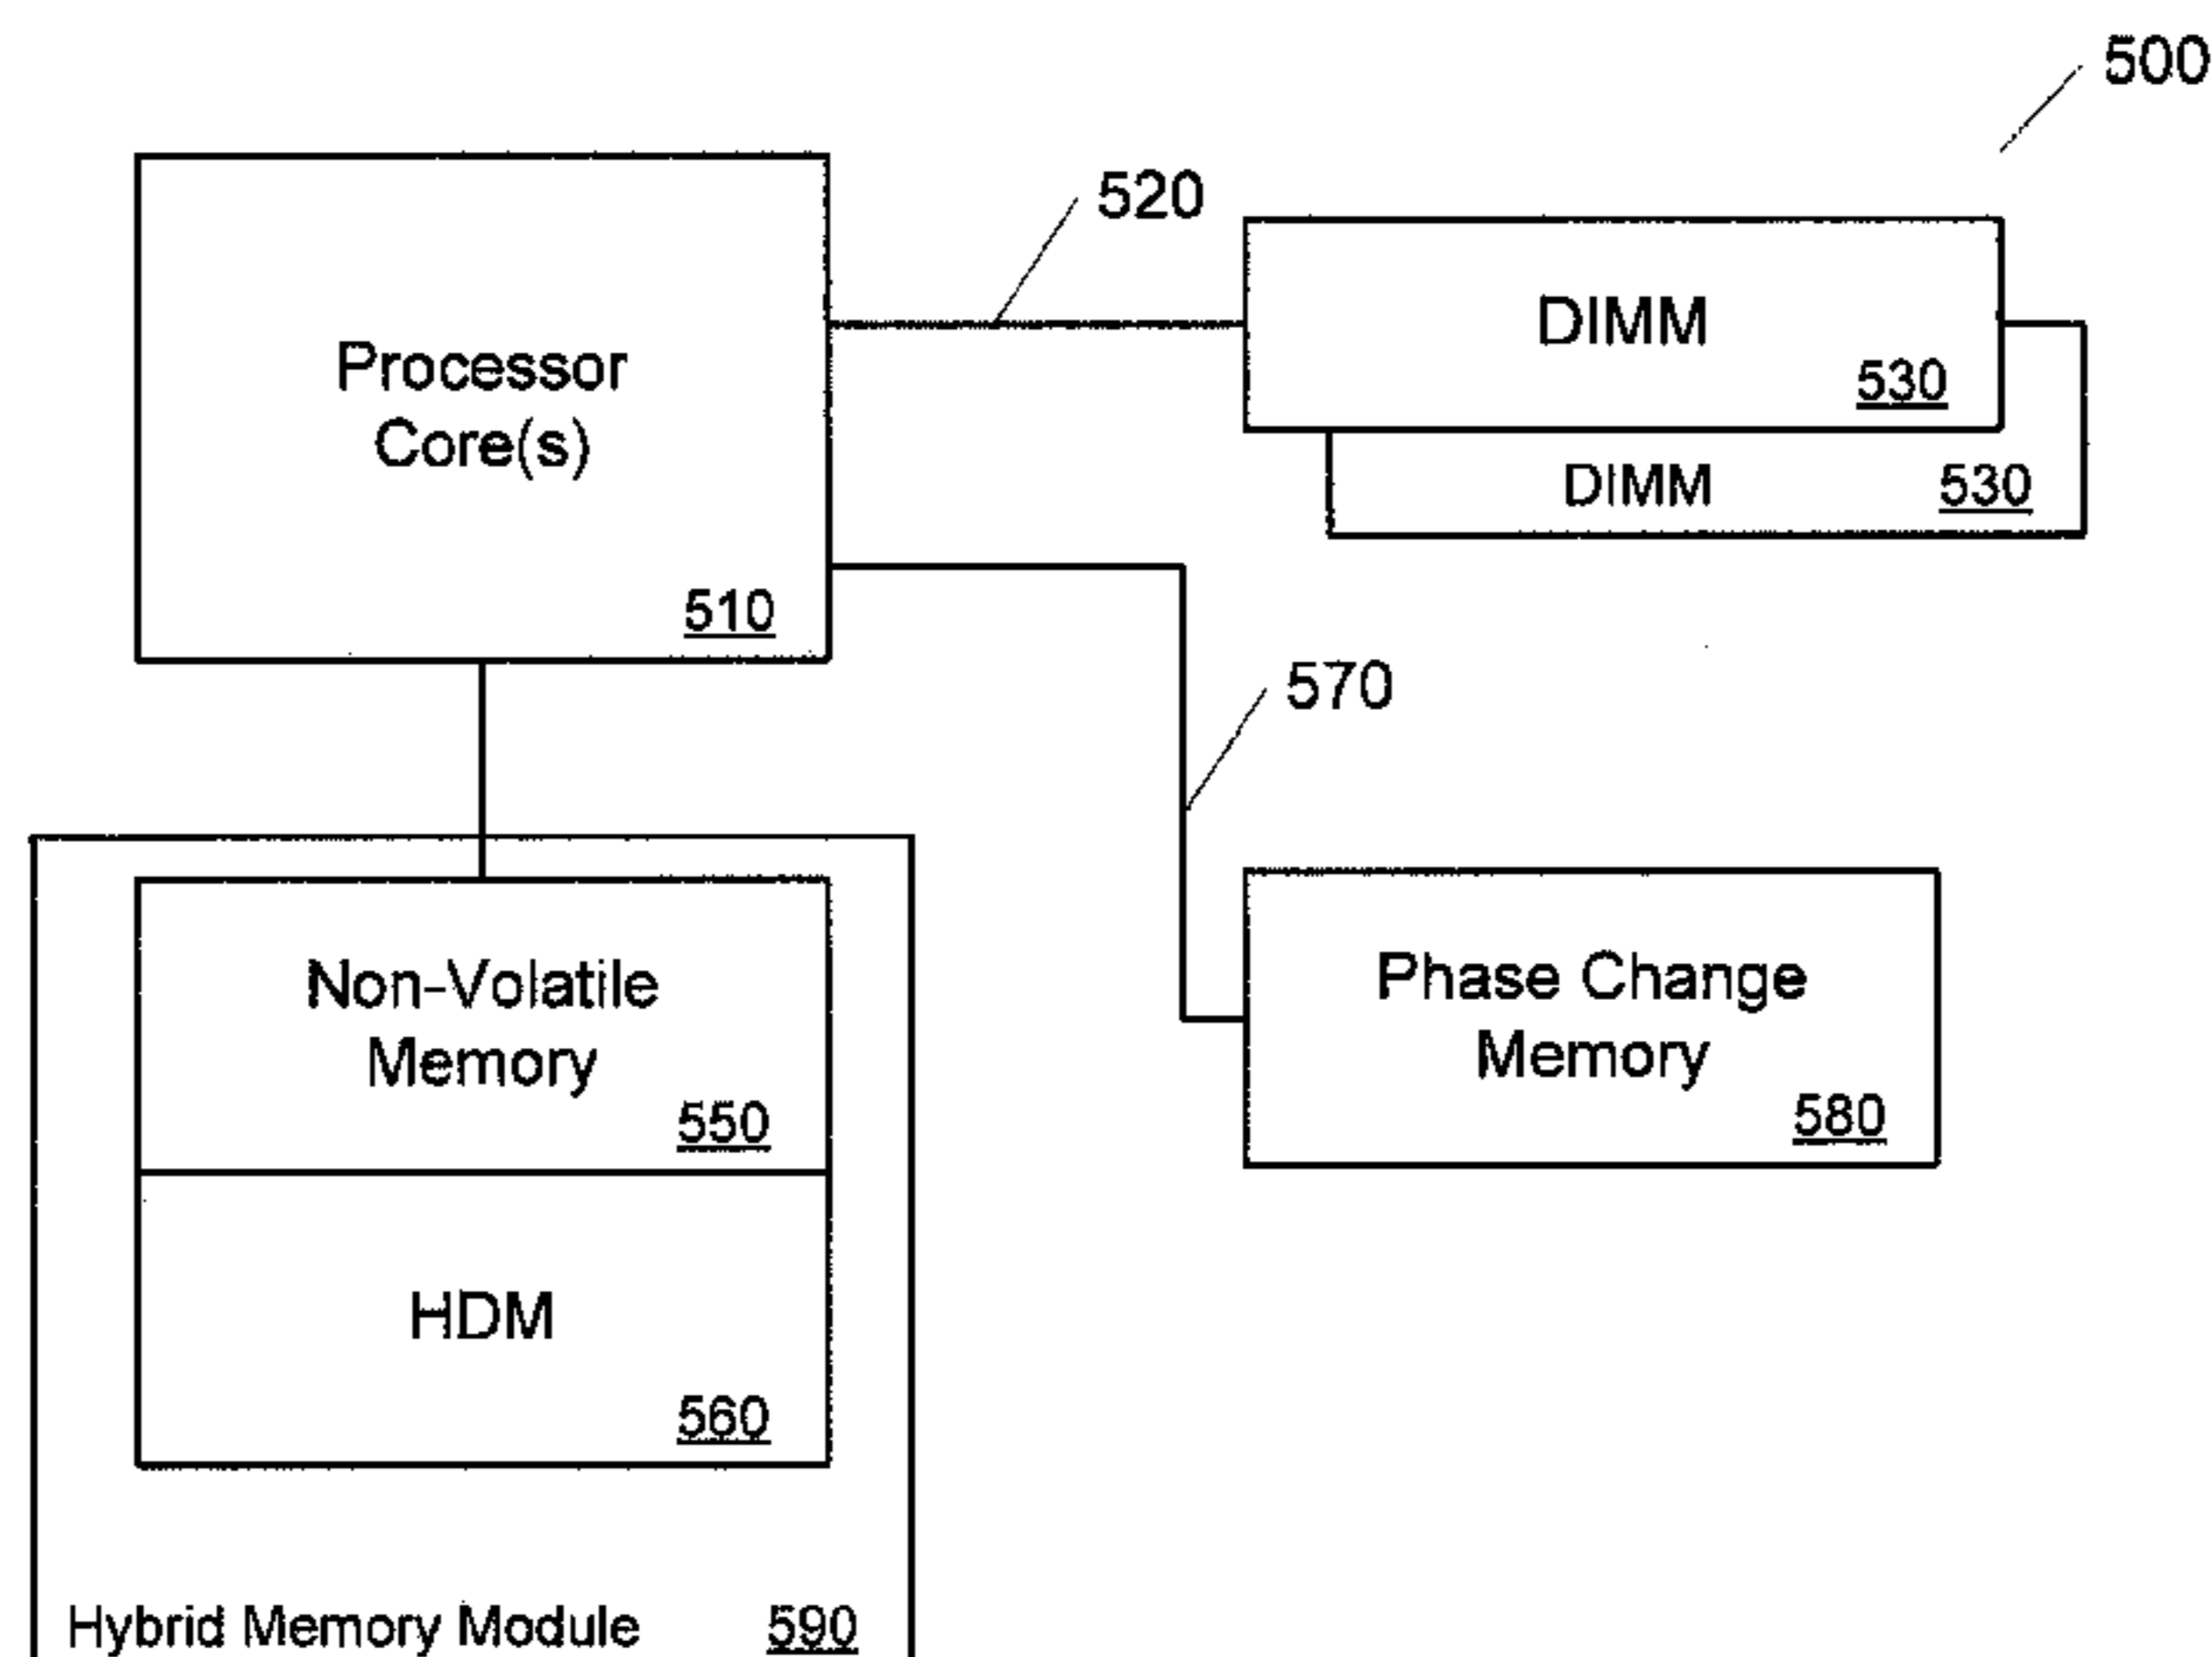 500
520
Processor
Core(s)
510
DIMM
530
DIMM
530
570
Non-Volatile
Memory
550
HDM
560
Phase Change
Memory
580
Hybrid Memory Module 590